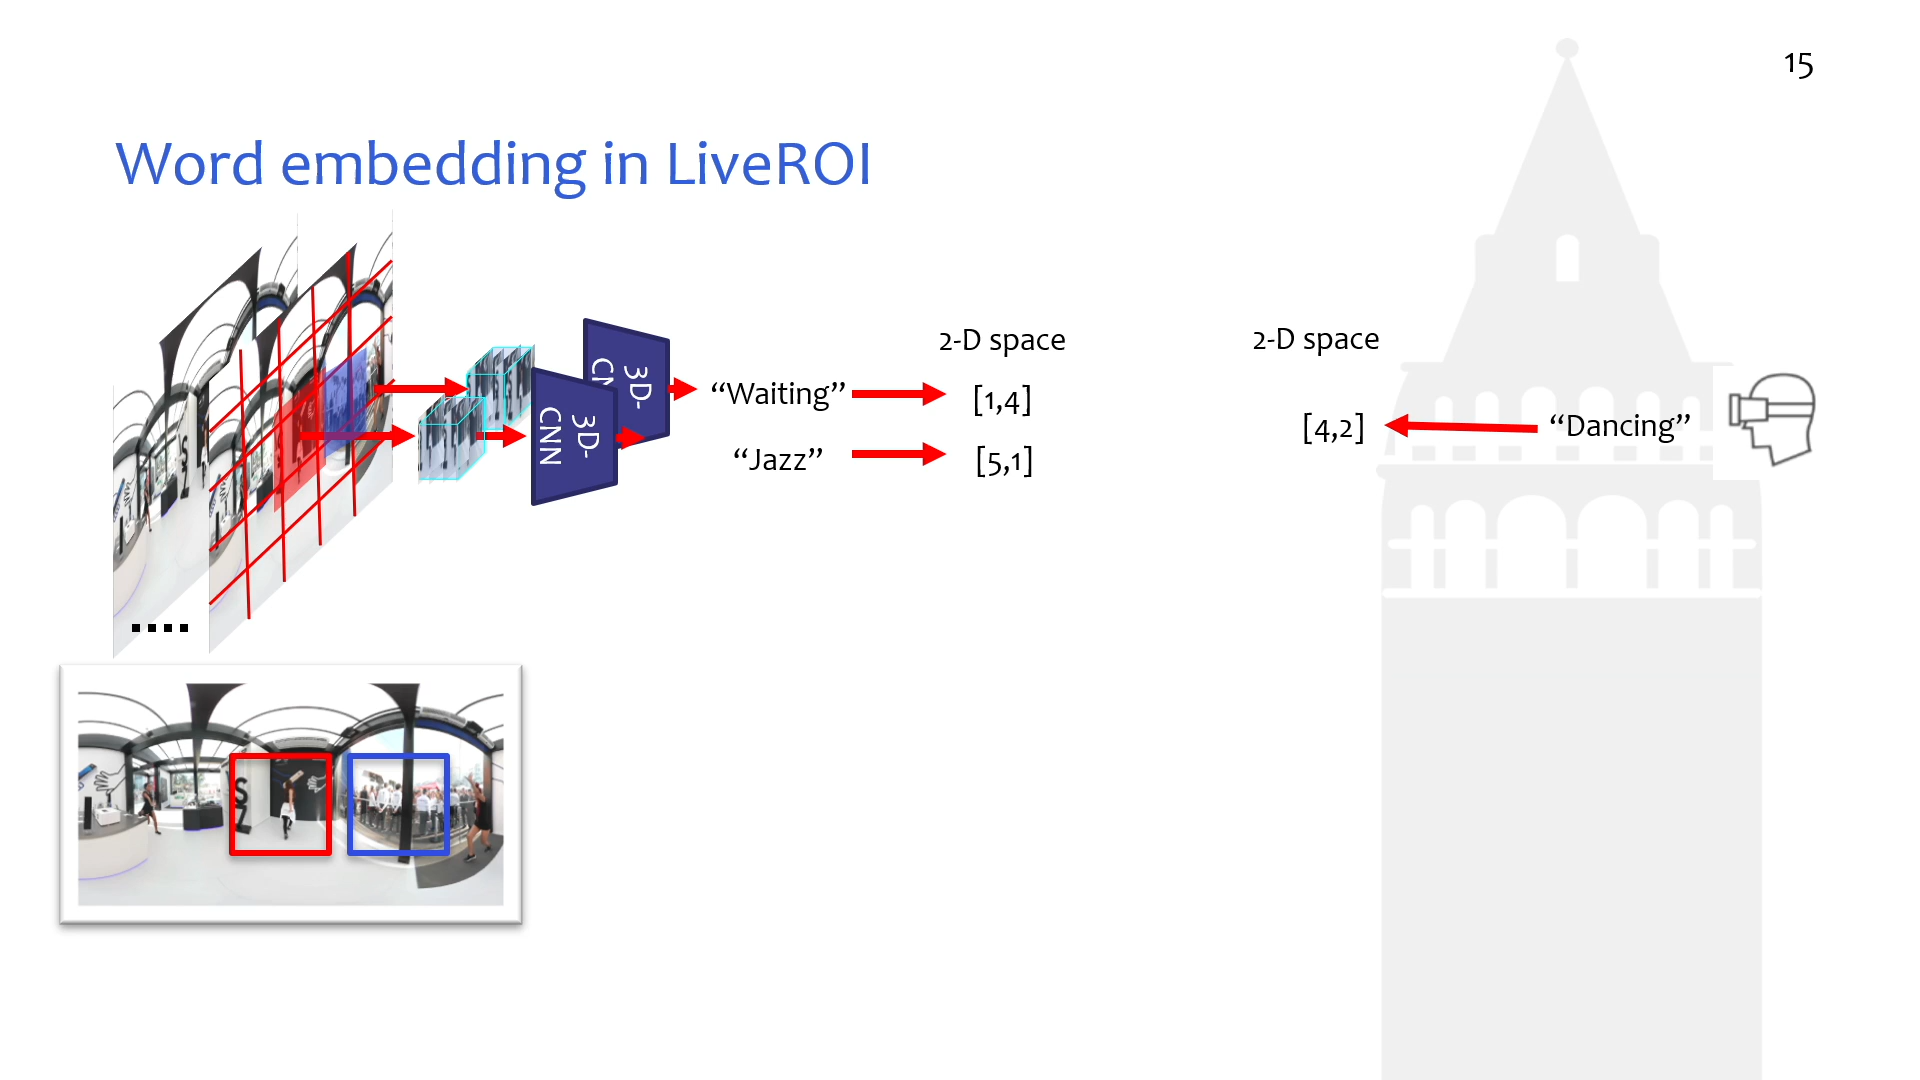 15
Word embedding in LiveROI
2-D space
2-D space
3D-
CN
3D-
CNN
“Waiting”
[1,4]
[4,2]
“Dancing”
“Jazz”
[5,1]
....
S
Z